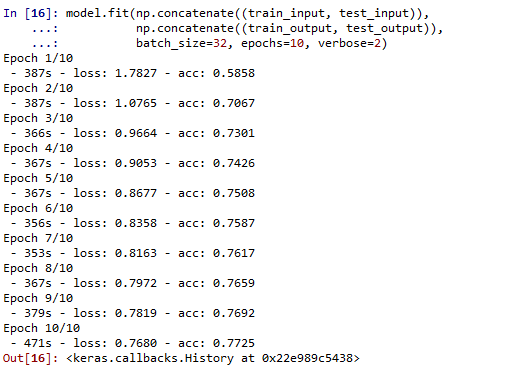 In [16]: model.fit(np.concatenate((train_input, test_input)),
    ...:           np.concatenate((train_output, test_output)),
    ...:           batch_size=32, epochs=10, verbose=2)
Epoch 1/10
 - 387s - loss: 1.7827 - acc: 0.5858
Epoch 2/10
 - 387s - loss: 1.0765 - acc: 0.7067
Epoch 3/10
 - 366s - loss: 0.9664 - acc: 0.7301
Epoch 4/10
 - 367s - loss: 0.9053 - acc: 0.7426
Epoch 5/10
 - 367s - loss: 0.8677 - acc: 0.7508
Epoch 6/10
 - 356s - loss: 0.8358 - acc: 0.7587
Epoch 7/10
 - 353s - loss: 0.8163 - acc: 0.7617
Epoch 8/10
 - 367s - loss: 0.7972 - acc: 0.7659
Epoch 9/10
 - 379s - loss: 0.7819 - acc: 0.7692
Epoch 10/10
 - 471s - loss: 0.7680 - acc: 0.7725
Out[16]: <keras.callbacks.History at 0x22e989c5438>